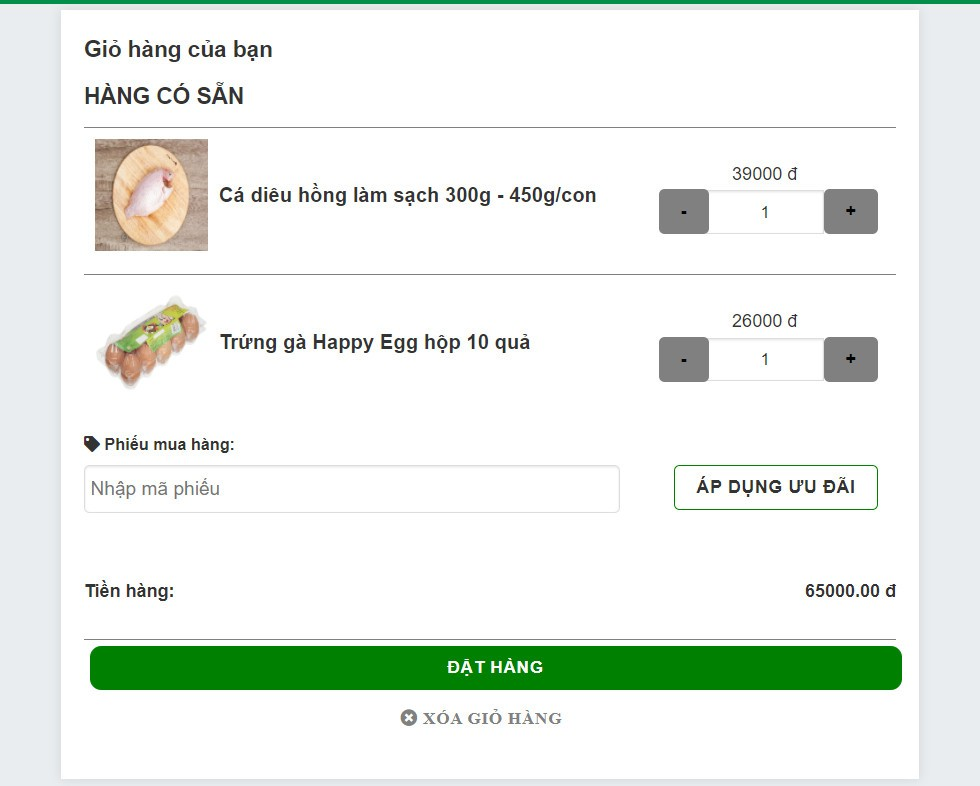 Giỏ hàng của bạn
HÀNG CÓ SẴN
39000 đ
Cá diêu hồng làm sạch 300g - 450g/con
- 1 +
26000 đ
Trứng gà Happy Egg hộp 10 quả
- 1 +
Phiếu mua hàng:
Nhập mã phiếu ÁP DỤNG ƯU ĐÃI
Tiền hàng: 65000.00 đ
ĐẶT HÀNG
XÓA GIỎ HÀNG